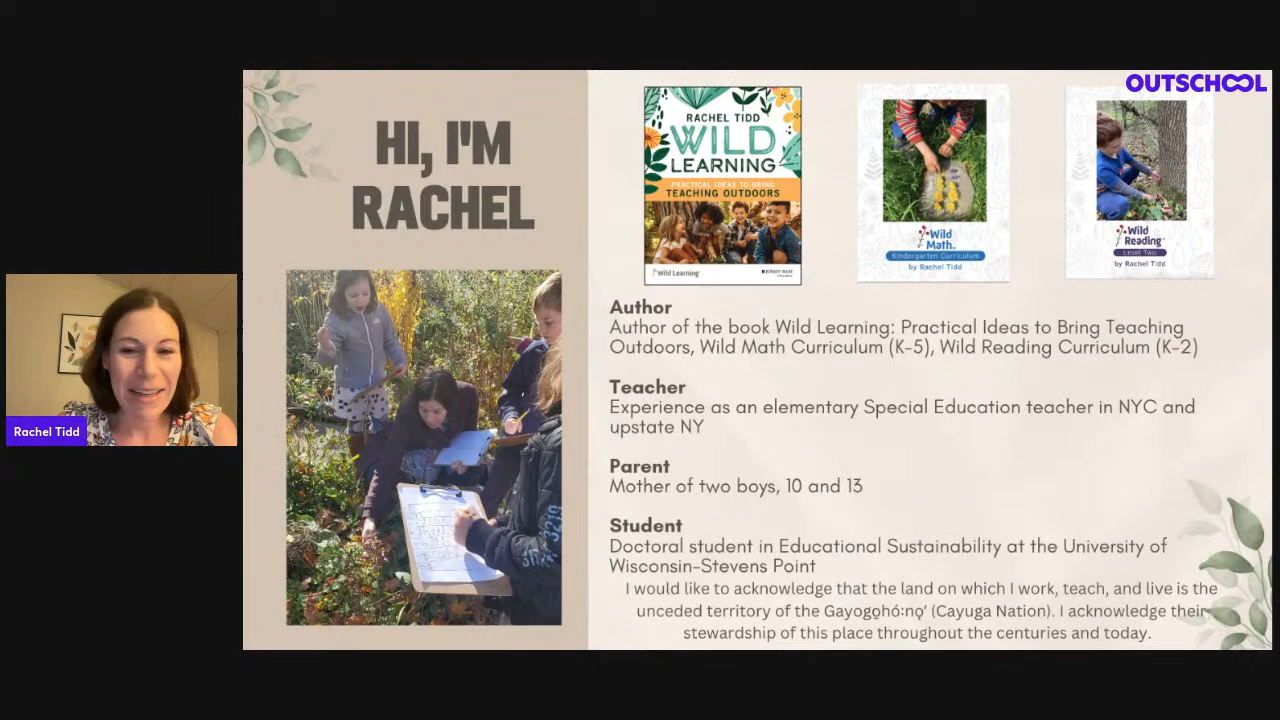 OUTSCHOOL
HI, I'M
RACHEL
RACHEL TIDD
WILD
LEARNING
PRACTICAL IDEAS TO BRING
TEACHING OUTDOORS
Wild Learning
Wild
Math
Kindergarten Curriculum
by Rachel Tidd
Wild
Reading
Level Two
by Rachel Tidd
Author
Author of the book Wild Learning: Practical Ideas to Bring Teaching
Outdoors, Wild Math Curriculum (K-5), Wild Reading Curriculum (K-2)
Teacher
Experience as an elementary Special Education teacher in NYC and
upstate NY
Parent
Mother of two boys, 10 and 13
Student
Doctoral student in Educational Sustainability at the University of
Wisconsin-Stevens Point
I would like to acknowledge that the land on which I work, teach, and live is the
unceded territory of the Gayogo̱hó:nǫ' (Cayuga Nation). I acknowledge their
stewardship of this place throughout the centuries and today.
Rachel Tidd
3219